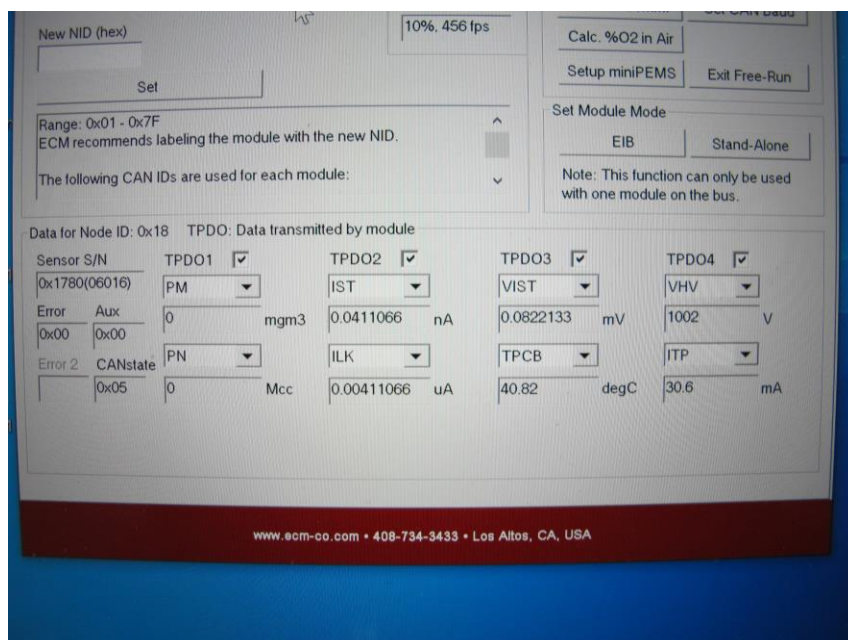 New NID (hex)
Set
10%, 456 fps
Calc. %O2 in Air
Setup miniPEMS
Exit Free-Run
Range: 0x01 - 0x7F
ECM recommends labeling the module with the new NID.
The following CAN IDs are used for each module:
Set Module Mode
EIB
Stand-Alone
Note: This function can only be used
with one module on the bus.
Data for Node ID: 0x18 TPDO: Data transmitted by module
Sensor S/N TPDO1 TPDO2 TPDO3 TPDO4
0x1780(06016) PM IST VIST VHV
Error Aux 0 mgm3 0.0411066 nA 0.0822133 mV 1002 V
0x00 0x00
Error 2 CANstate PN ILK TPCB ITP
0x05 0 Mcc 0.00411066 uA 40.82 degC 30.6 mA
www.ecm-co.com • 408-734-3433 • Los Altos, CA, USA